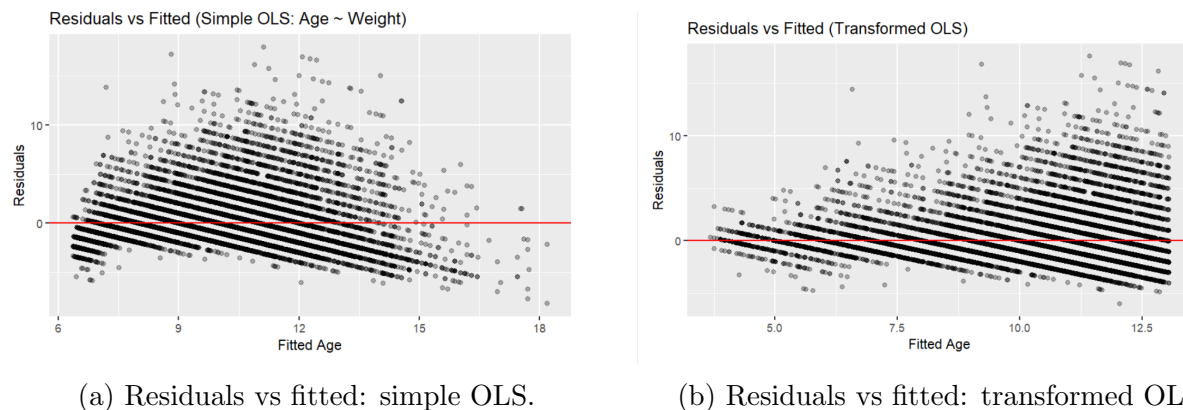 Residuals vs Fitted (Simple OLS: Age ~ Weight)
10
0
Residuals
6
9
12
15
18
Fitted Age
(a) Residuals vs fitted: simple OLS.
Residuals vs Fitted (Transformed OLS)
10
0
Residuals
5.0
7.5
10.0
12.5
Fitted Age
(b) Residuals vs fitted: transformed OL